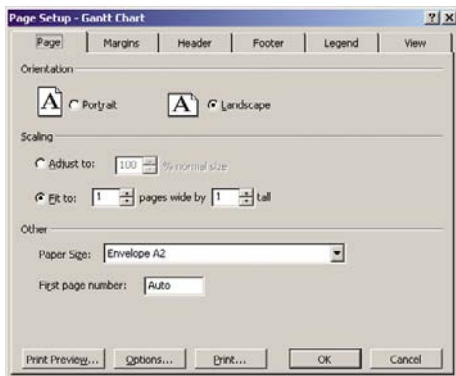 Page Setup - Gantt Chart
Page Margins Header Footer Legend View
Orientation
A Portrait A Landscape
Scaling
Adjust to: 100 % normal size
Fit to: 1 pages wide by 1 tall
Other
Paper Size: Envelope A2
First page number: Auto
Print Preview... Options... Print... OK Cancel